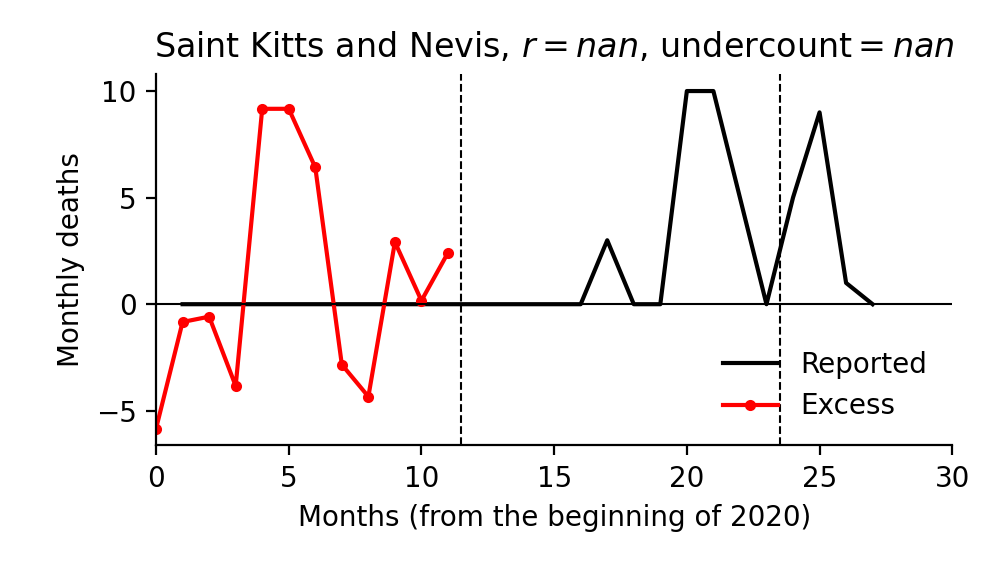 Saint Kitts and Nevis, r = nan, undercount = nan
Monthly deaths
10
5
0
−5
Reported
Excess
0 5 10 15 20 25 30
Months (from the beginning of 2020)